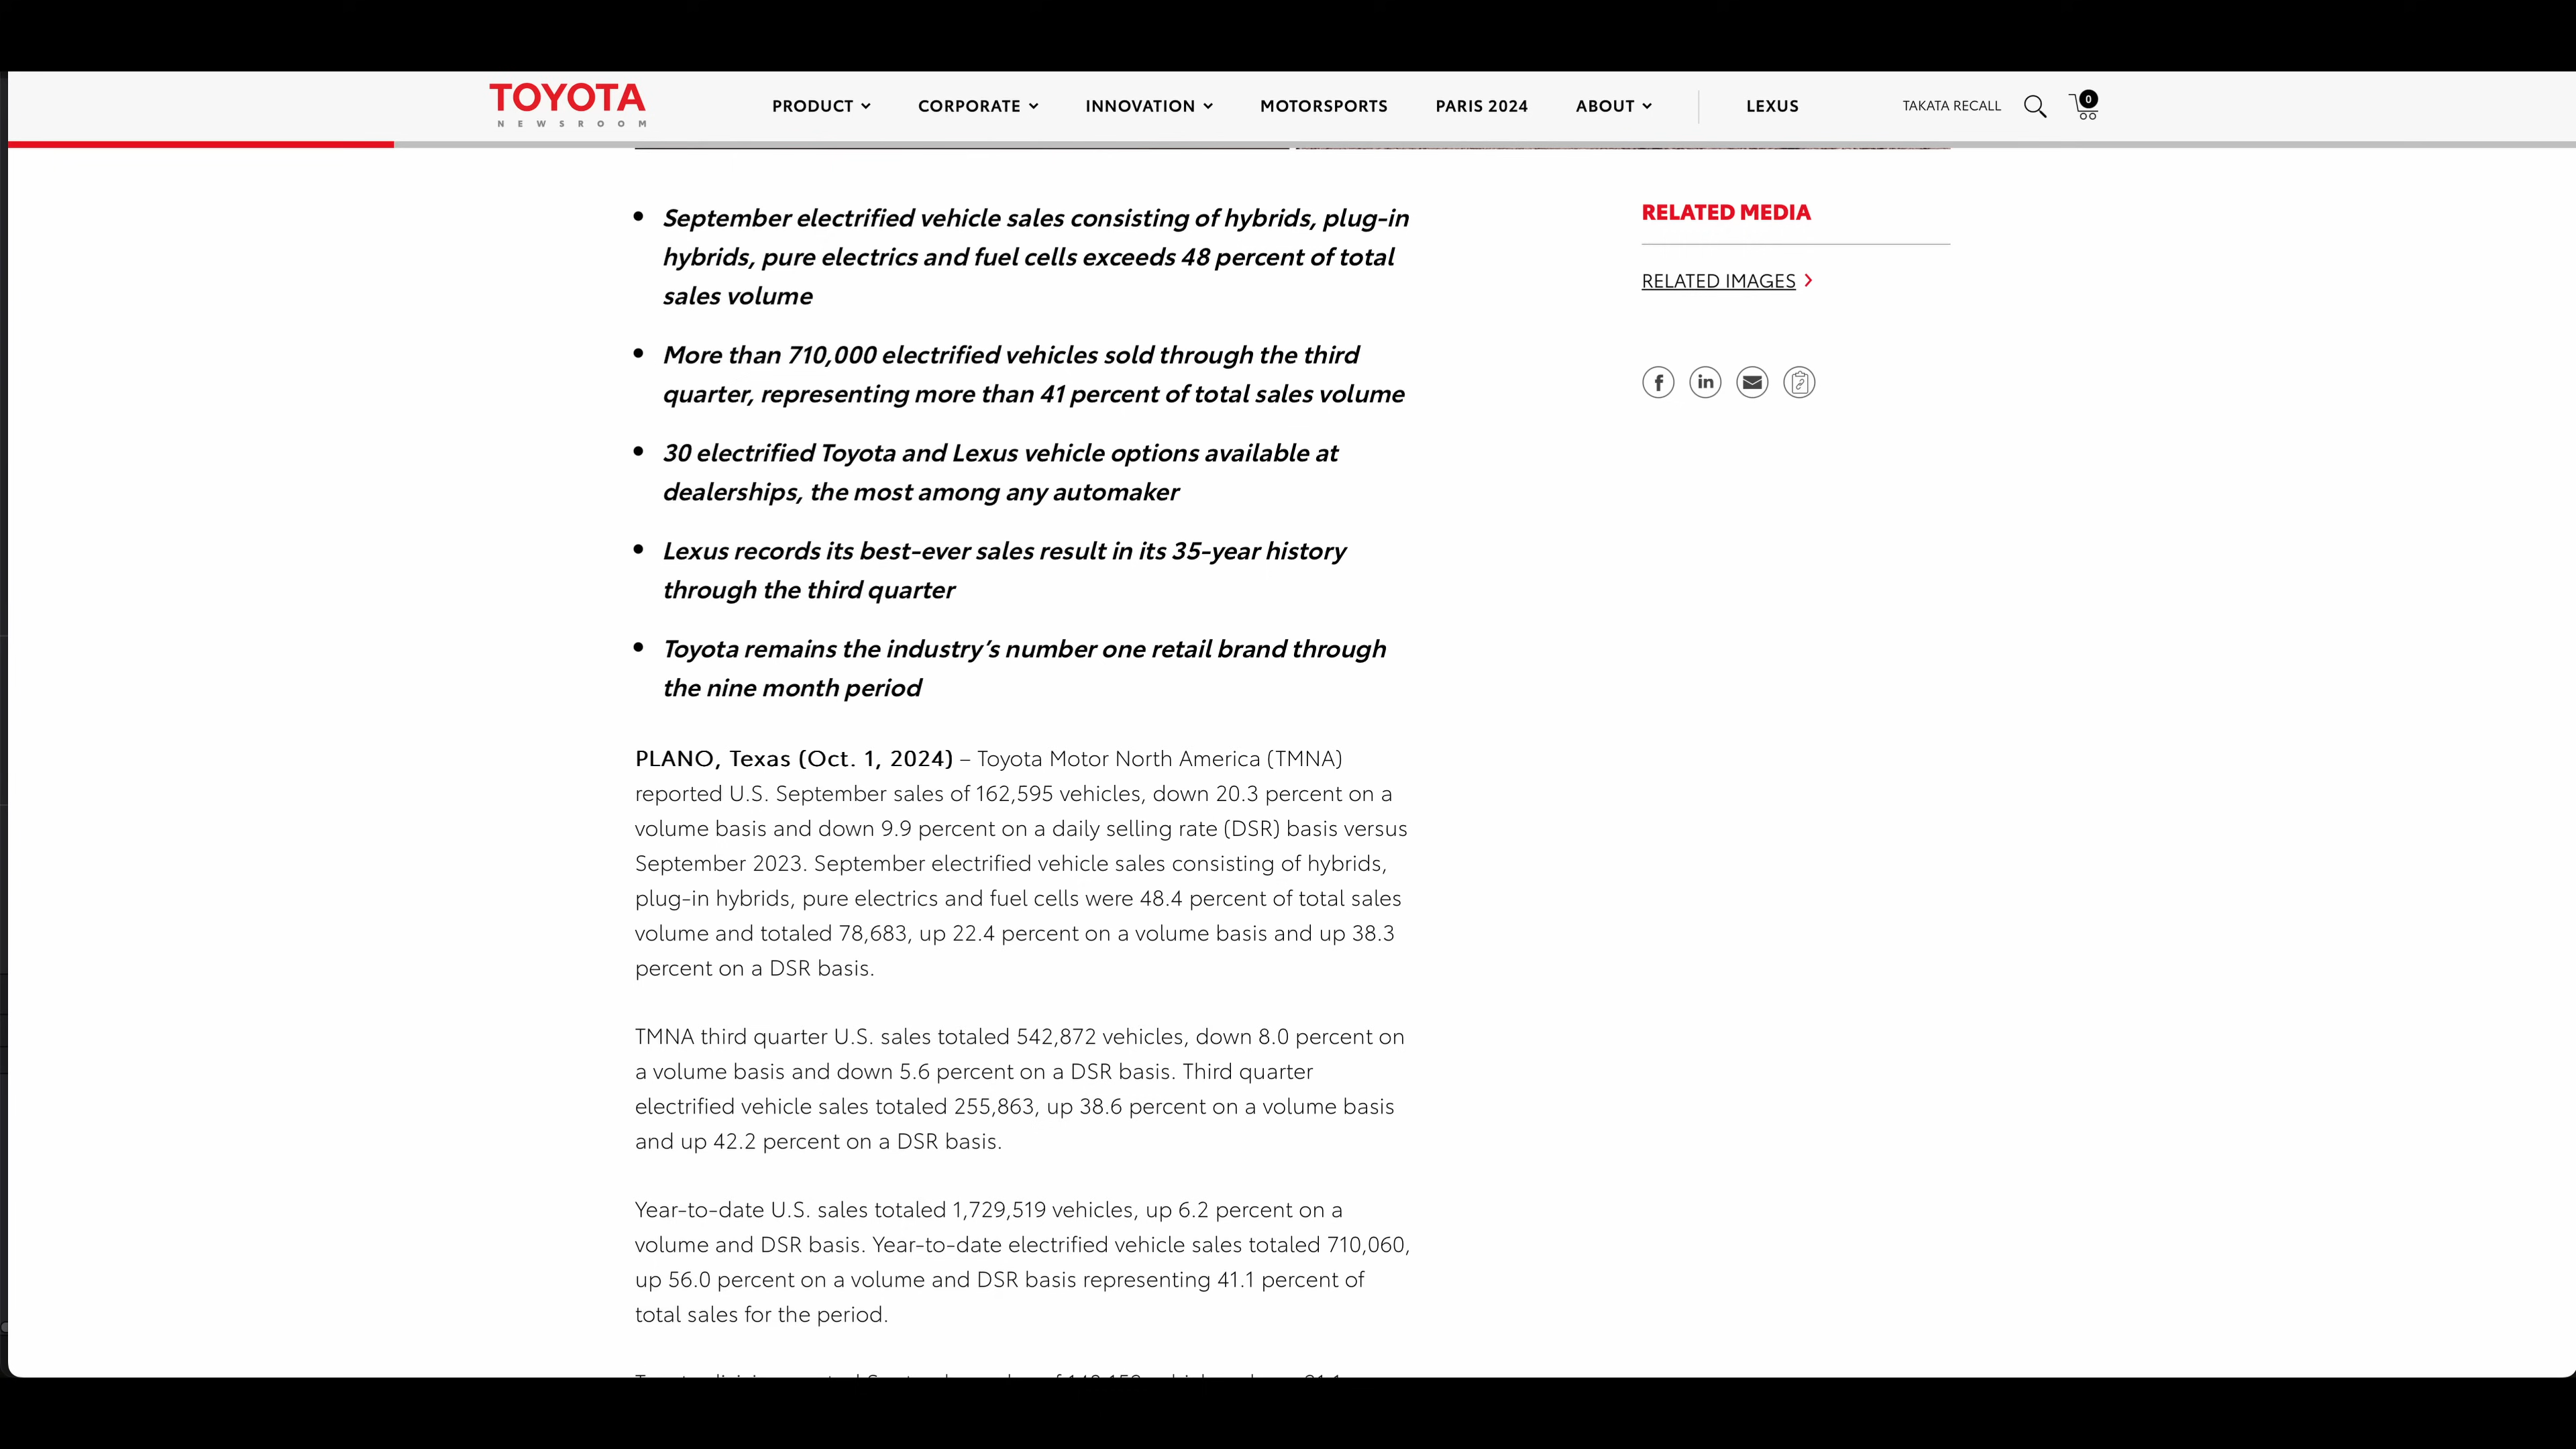 TOYOTA
NEWSROOM
PRODUCT CORPORATE INNOVATION MOTORSPORTS PARIS 2024 ABOUT LEXUS TAKATA RECALL 0
• September electrified vehicle sales consisting of hybrids, plug-in
hybrids, pure electrics and fuel cells exceeds 48 percent of total
sales volume
• More than 710,000 electrified vehicles sold through the third
quarter, representing more than 41 percent of total sales volume
• 30 electrified Toyota and Lexus vehicle options available at
dealerships, the most among any automaker
• Lexus records its best-ever sales result in its 35-year history
through the third quarter
• Toyota remains the industry’s number one retail brand through
the nine month period
PLANO, Texas (Oct. 1, 2024) – Toyota Motor North America (TMNA)
reported U.S. September sales of 162,595 vehicles, down 20.3 percent on a
volume basis and down 9.9 percent on a daily selling rate (DSR) basis versus
September 2023. September electrified vehicle sales consisting of hybrids,
plug-in hybrids, pure electrics and fuel cells were 48.4 percent of total sales
volume and totaled 78,683, up 22.4 percent on a volume basis and up 38.3
percent on a DSR basis.
TMNA third quarter U.S. sales totaled 542,872 vehicles, down 8.0 percent on
a volume basis and down 5.6 percent on a DSR basis. Third quarter
electrified vehicle sales totaled 255,863, up 38.6 percent on a volume basis
and up 42.2 percent on a DSR basis.
Year-to-date U.S. sales totaled 1,729,519 vehicles, up 6.2 percent on a
volume and DSR basis. Year-to-date electrified vehicle sales totaled 710,060,
up 56.0 percent on a volume and DSR basis representing 41.1 percent of
total sales for the period.
RELATED MEDIA
RELATED IMAGES
f in